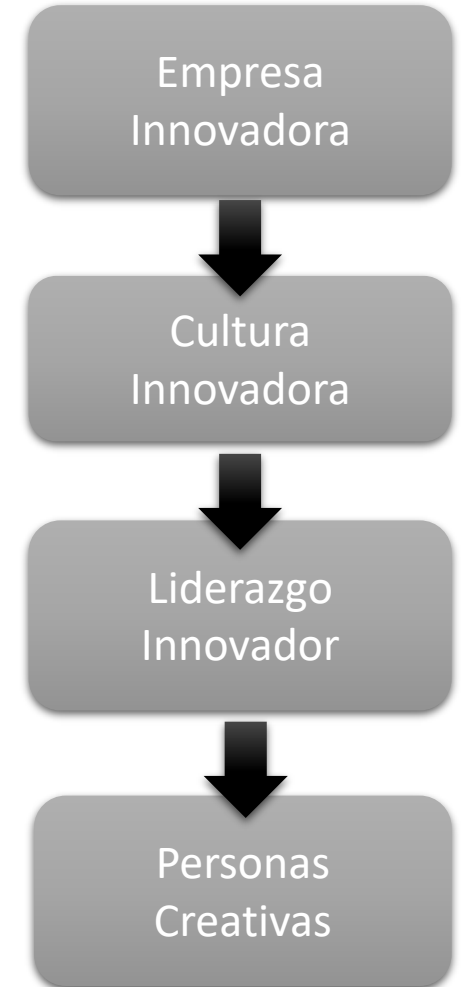 Empresa
Innovadora
Cultura
Innovadora
Liderazgo
Innovador
Personas
Creativas